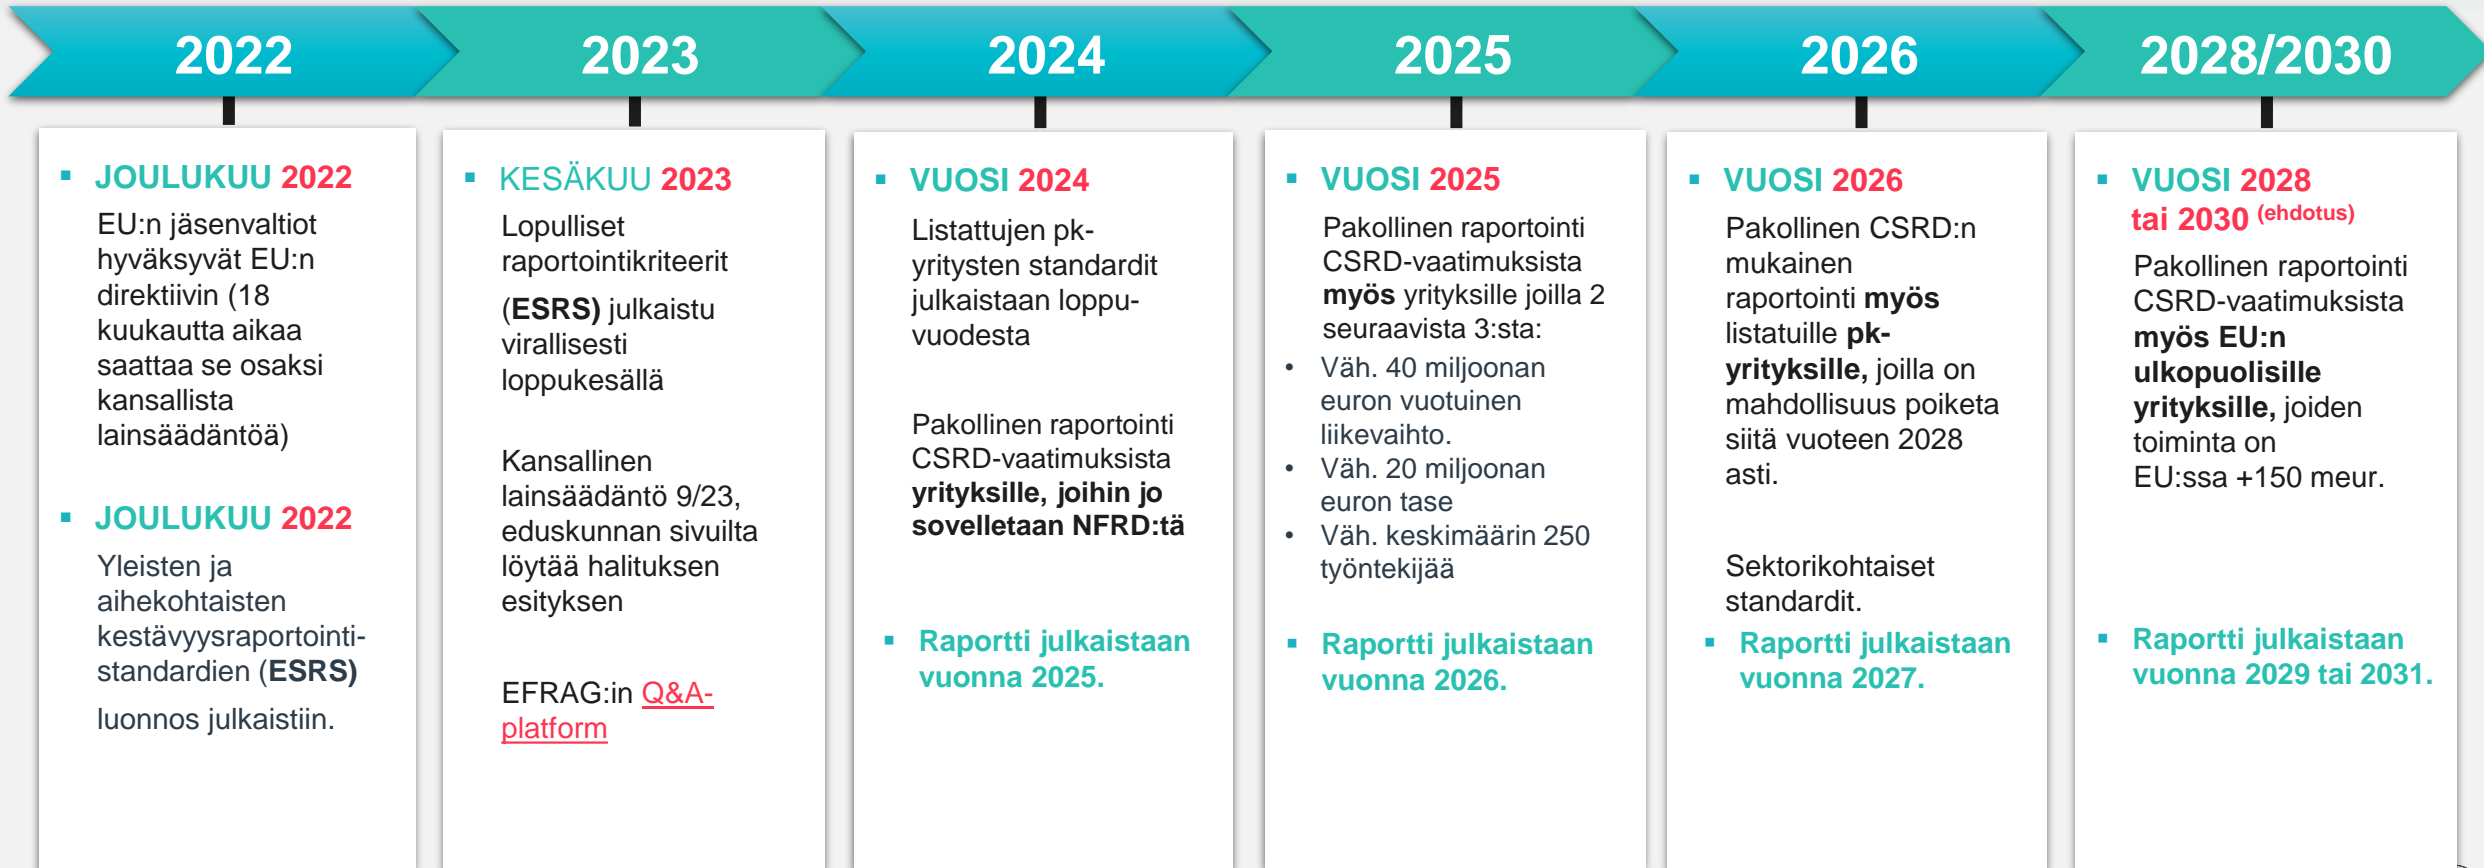 2022
2023
2024
2025
2026
2028/2030
▪ JOULUKUU 2022
EU:n jäsenvaltiot
hyväksyvät EU:n
direktiivin (18
kuukautta aikaa
saattaa se osaksi
kansallista
lainsäädäntöä)
▪ JOULUKUU 2022
Yleisten ja
aihekohtaisten
kestävyysraportointi-
standardien (ESRS)
luonnos julkaistiin.
▪ KESÄKUU 2023
Lopulliset
raportointikriteerit
(ESRS) julkaistu
virallisesti
loppukesällä
Kansallinen
lainsäädäntö 9/23,
eduskunnan sivuilta
löytää halituksen
esityksen
EFRAG:in Q&A-
platform
▪ VUOSI 2024
Listattujen pk-
yritysten standardit
julkaistaan loppu-
vuodesta
Pakollinen raportointi
CSRD-vaatimuksista
yrityksille, joihin jo
sovelletaan NFRD:tä
▪ Raportti julkaistaan
vuonna 2025.
▪ VUOSI 2025
Pakollinen raportointi
CSRD-vaatimuksista
myös yrityksille joilla 2
seuraavista 3:sta:
• Väh. 40 miljoonan
euron vuotuinen
liikevaihto.
• Väh. 20 miljoonan
euron tase
• Väh. keskimäärin 250
työntekijää
▪ Raportti julkaistaan
vuonna 2026.
▪ VUOSI 2026
Pakollinen CSRD:n
mukainen
raportointi myös
listatuille pk-
yrityksille, joilla on
mahdollisuus poiketa
siitä vuoteen 2028
asti.
Sektorikohtaiset
standardit.
▪ Raportti julkaistaan
vuonna 2027.
▪ VUOSI 2028
tai 2030 (ehdotus)
Pakollinen raportointi
CSRD-vaatimuksista
myös EU:n
ulkopuolisille
yrityksille, joiden
toiminta on
EU:ssa +150 meur.
▪ Raportti julkaistaan
vuonna 2029 tai 2031.